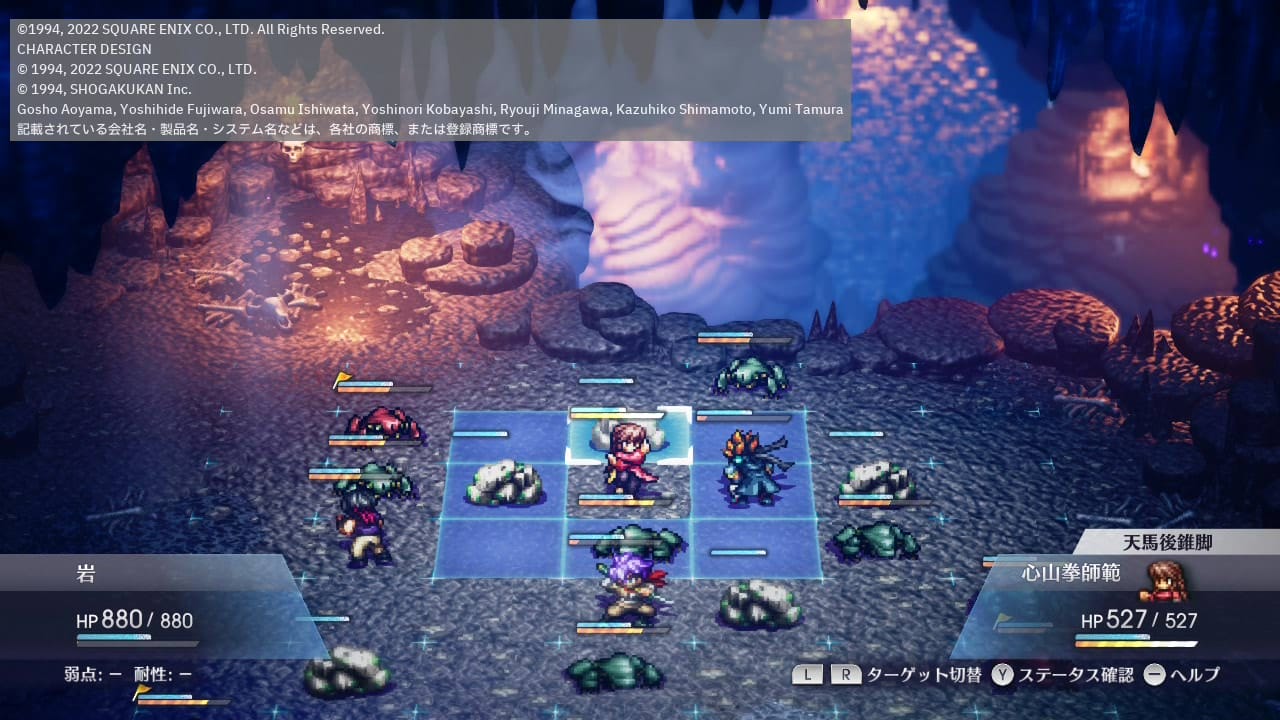 ©1994, 2022 SQUARE ENIX CO., LTD. All Rights Reserved.
CHARACTER DESIGN
© 1994, 2022 SQUARE ENIX CO., LTD.
© 1994, SHOGAKUKAN Inc.
Gosho Aoyama, Yoshihide Fujiwara, Osamu Ishiwata, Yoshinori Kobayashi, Ryouji Minagawa, Kazuhiko Shimamoto, Yumi Tamura
記載されている会社名・製品名・システム名などは、各社の商標、または登録商標です。
天馬後錐脚
岩
心山拳師範
HP 880 / 880
HP 527 / 527
弱点: ー 耐性: ー
L R ターゲット切替 Y ステータス確認 − ヘルプ